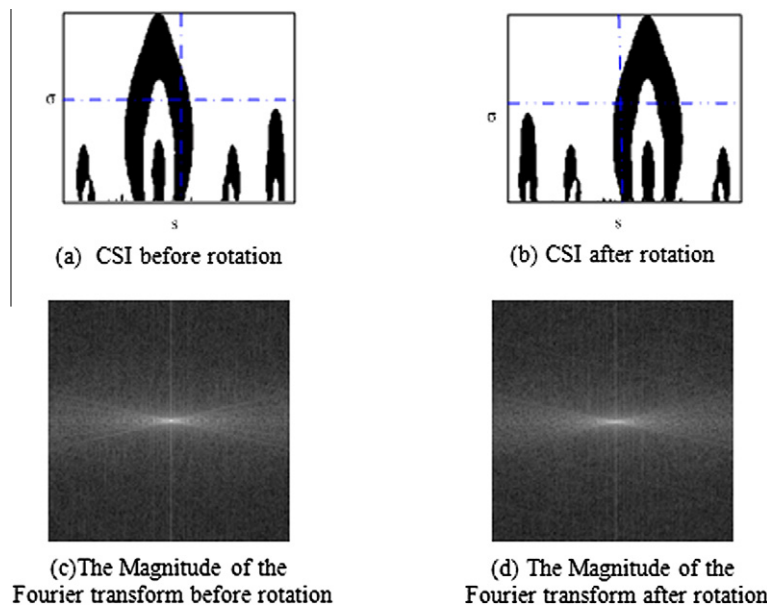 σ
s
(a) CSI before rotation
σ
s
(b) CSI after rotation
(c)The Magnitude of the
Fourier transform before rotation
(d) The Magnitude of the
Fourier transform after rotation